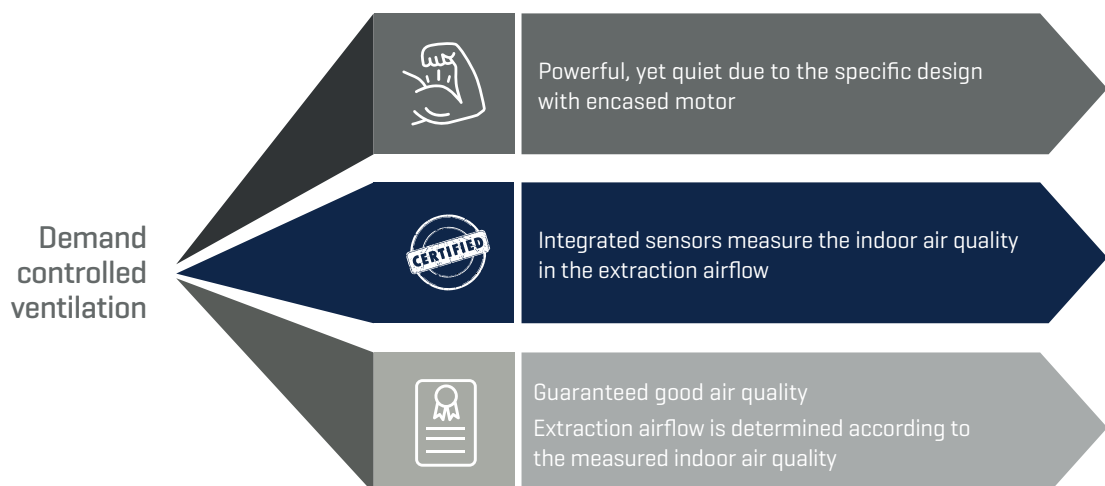 Demand
controlled
ventilation
Powerful, yet quiet due to the specific design
with encased motor
CERTIFIED
Integrated sensors measure the indoor air quality
in the extraction airflow
Guaranteed good air quality
Extraction airflow is determined according to
the measured indoor air quality